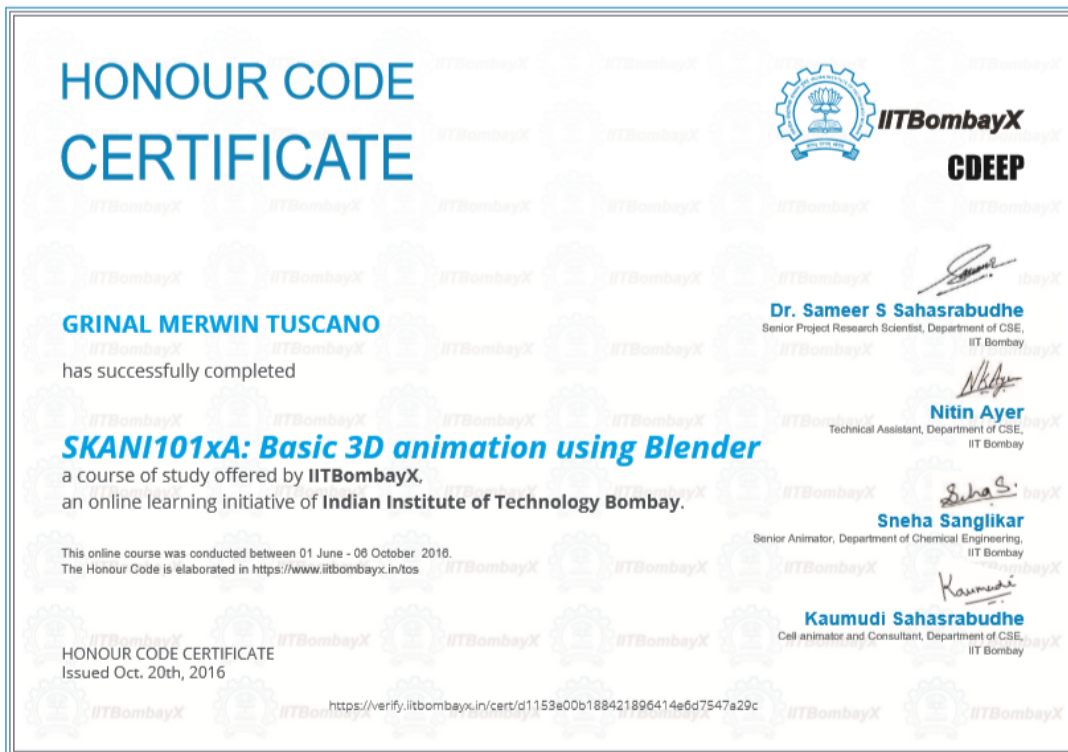 HONOUR CODE
CERTIFICATE
IITBombayX
CDEEP
GRINAL MERWIN TUSCANO
has successfully completed
SKANI101xA: Basic 3D animation using Blender
a course of study offered by IITBombayX,
an online learning initiative of Indian Institute of Technology Bombay.
This online course was conducted between 01 June - 06 October 2016.
The Honour Code is elaborated in https://www.iitbombayx.in/tos
HONOUR CODE CERTIFICATE
Issued Oct. 20th, 2016
Dr. Sameer S Sahasrabudhe
Senior Project Research Scientist, Department of CSE,
IIT Bombay
Nitin Ayer
Technical Assistant, Department of CSE,
IIT Bombay
Sneha S.
Sneha Sanglikar
Senior Animator, Department of Chemical Engineering,
IIT Bombay
Kaumudi
Kaumudi Sahasrabudhe
Cell animator and Consultant, Department of CSE,
IIT Bombay
https://verify.iitbombayx.in/cert/d1153e00b188421896414e6d7547a29c